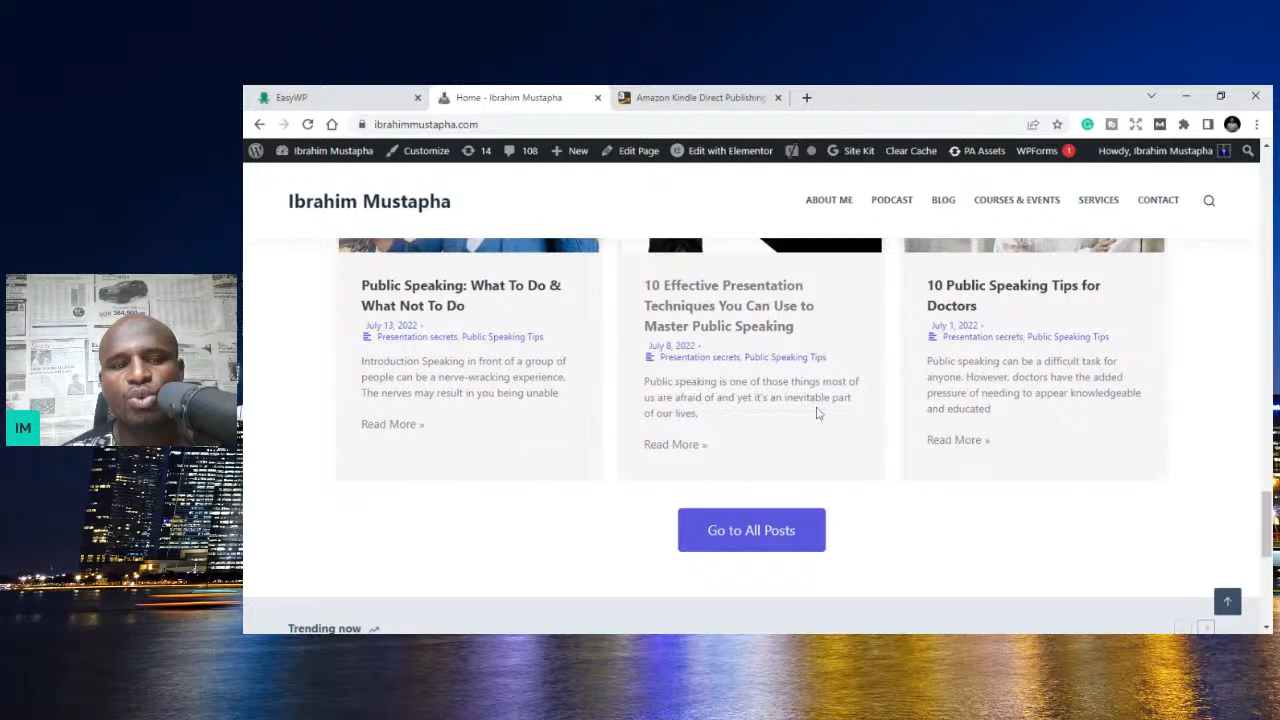 EasyWP
Home - Ibrahim Mustapha
Amazon Kindle Direct Publishing
ibrahimmustapha.com
Ibrahim Mustapha
Customize
14
108
New
Edit Page
Edit with Elementor
Site Kit
Clear Cache
PA Assets
WPForms 1
Howdy, Ibrahim Mustapha
Ibrahim Mustapha
ABOUT ME
PODCAST
BLOG
COURSES & EVENTS
SERVICES
CONTACT
Public Speaking: What To Do &
What Not To Do
July 13, 2022 -
Presentation secrets, Public Speaking Tips
Introduction Speaking in front of a group of
people can be a nerve-wracking experience.
The nerves may result in you being unable
Read More »
10 Effective Presentation
Techniques You Can Use to
Master Public Speaking
July 8, 2022 -
Presentation secrets, Public Speaking Tips
Public speaking is one of those things most of
us are afraid of and yet it's an inevitable part
of our lives,
Read More »
10 Public Speaking Tips for
Doctors
July 1, 2022 -
Presentation secrets, Public Speaking Tips
Public speaking can be a difficult task for
anyone. However, doctors have the added
pressure of needing to appear knowledgeable
and educated
Read More »
Go to All Posts
Trending now
IM